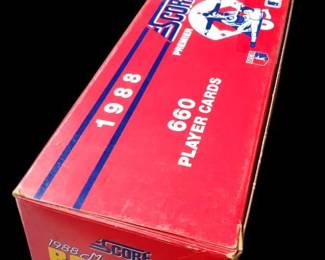 SCORE
PREMIER
1988
660
PLAYER CARDS
SCORE
1988